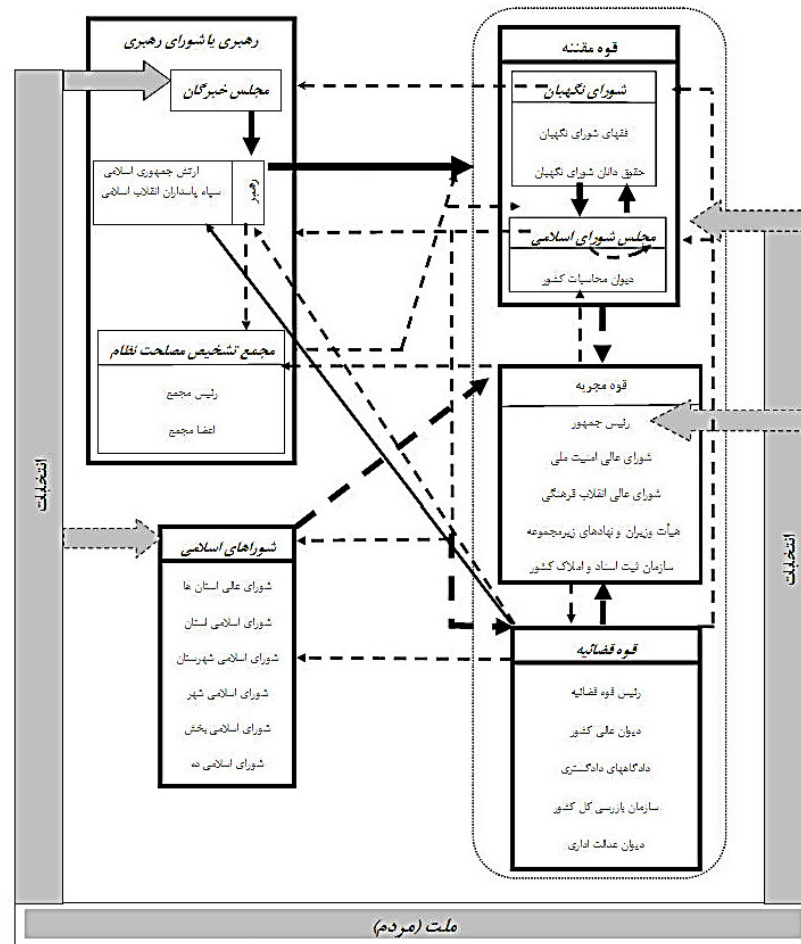 قوه مقننه
شورای نگهبان
فقهای شورای نگهبان
حقوق دانان شورای نگهبان
مجلس شورای اسلامی
دیوان محاسبات کشور
رهبری یا شورای رهبری
مجلس خبرگان
رهبر
ارتش جمهوری اسلامی
سپاه پاسداران انقلاب اسلامی
مجمع تشخیص مصلحت نظام
رئیس مجمع
اعضا مجمع
قوه مجریه
رئیس جمهور
شورای عالی امنیت ملی
شورای عالی انقلاب فرهنگی
هیأت وزیران و نهادهای زیرمجموعه
سازمان ثبت اسناد و املاک کشور
شوراهای اسلامی
شورای عالی استان ها
شورای اسلامی استان
شورای اسلامی شهرستان
شورای اسلامی شهر
شورای اسلامی بخش
شورای اسلامی ده
قوه قضائیه
رئیس قوه قضائیه
دیوان عالی کشور
دادگاههای دادگستری
سازمان بازرسی کل کشور
دیوان عدالت اداری
انتخابات
انتخابات
ملت (مردم)